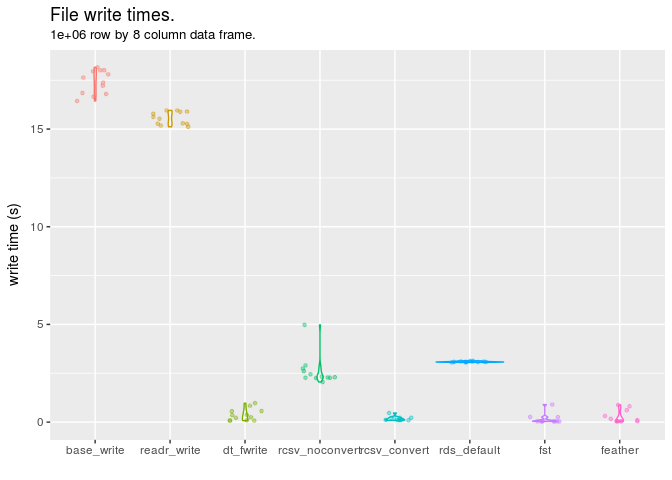 File write times.
1e+06 row by 8 column data frame.
write time (s)
15
10
5
0
base_write readr_write dt_fwrite rcsv_noconvert rcsv_convert rds_default fst feather